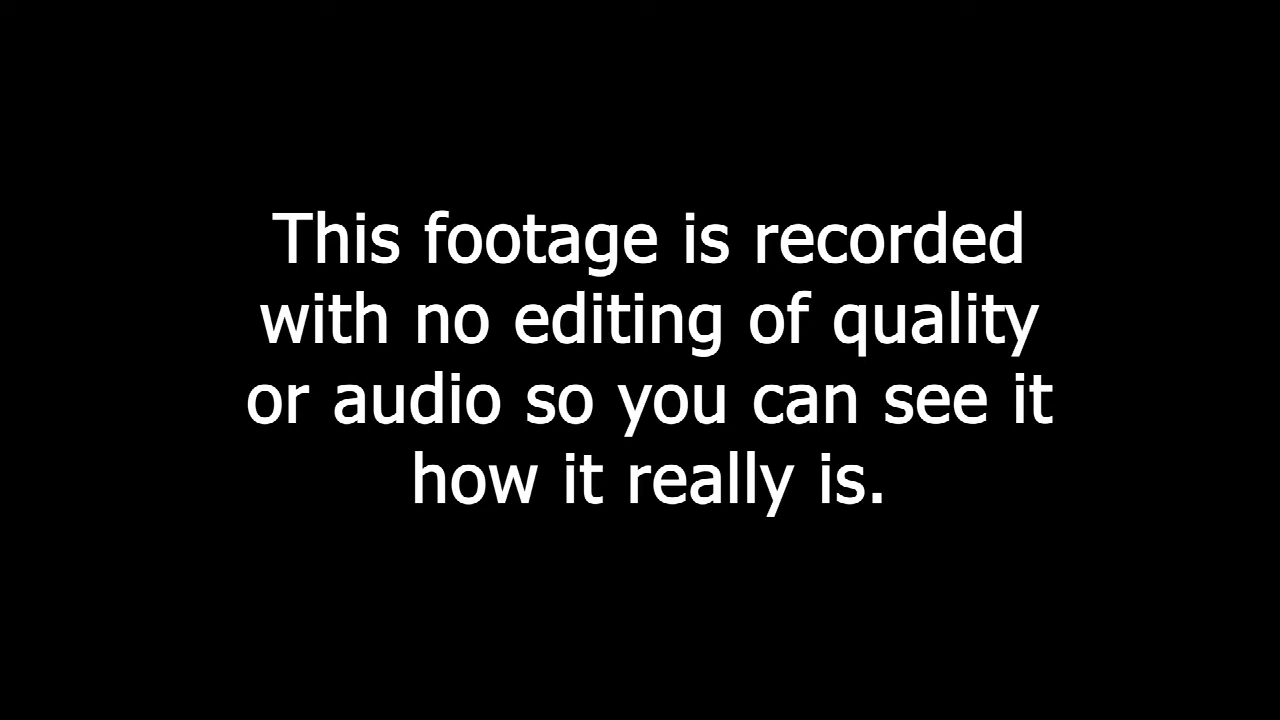 This footage is recorded
with no editing of quality
or audio so you can see it
how it really is.